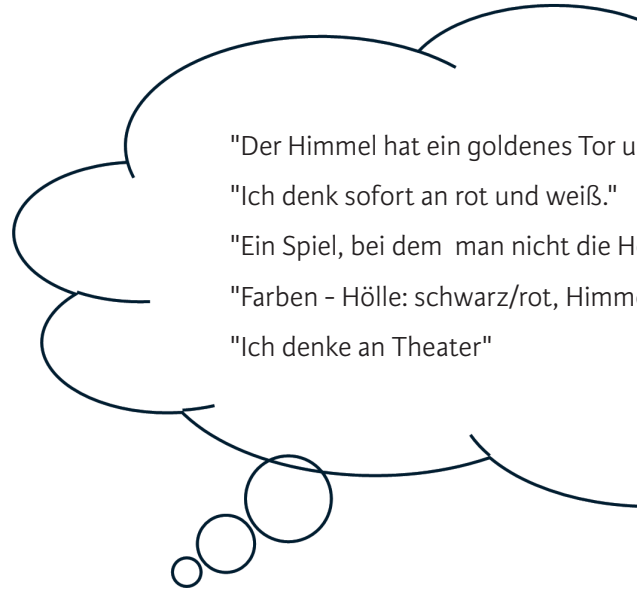 "Der Himmel hat ein goldenes Tor
"Ich denk sofort an rot und weiß."
"Ein Spiel, bei dem  man nicht die
"Farben - Hölle: schwarz/rot,
"Ich denke an Theater"